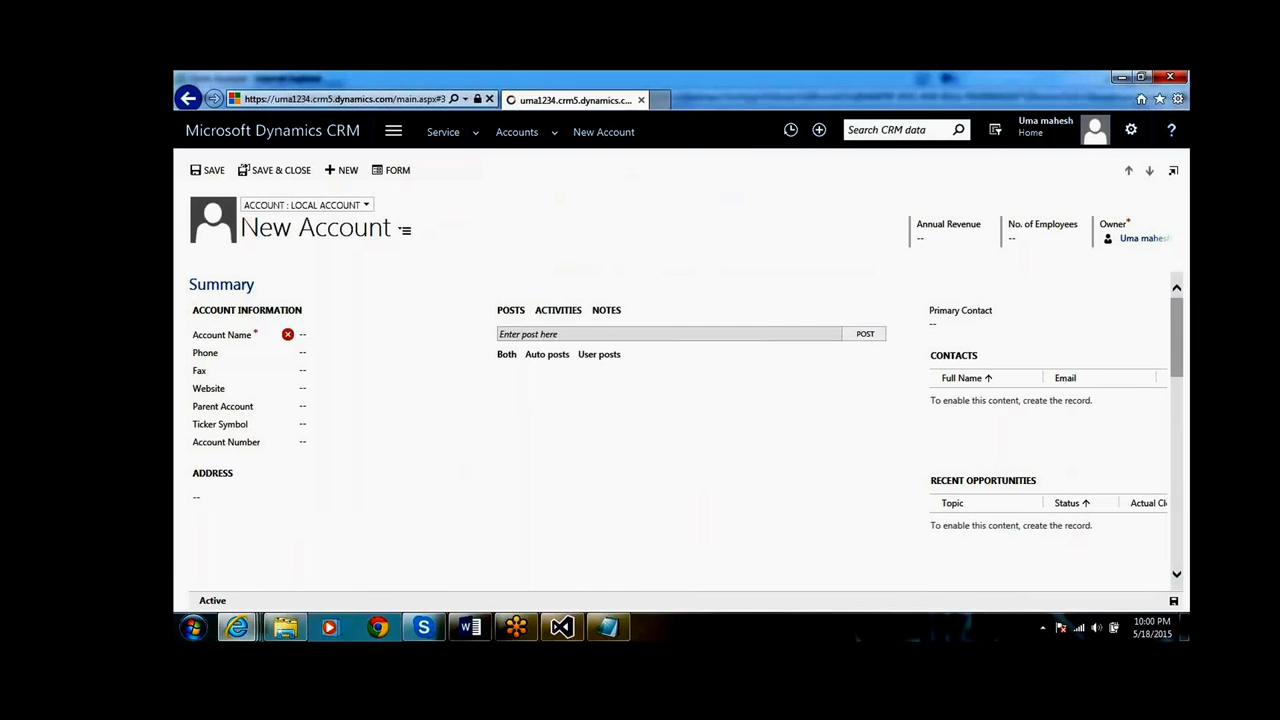 https://uma1234.crm5.dynamics.com/main.aspx#3
uma1234.crm5.dynamics.c...
Microsoft Dynamics CRM
Service
Accounts
New Account
Search CRM data
Uma mahesh
Home
?
SAVE
SAVE & CLOSE
NEW
FORM
ACCOUNT : LOCAL ACCOUNT
New Account
Annual Revenue
--
No. of Employees
--
Owner*
Uma mahesh
Summary
ACCOUNT INFORMATION
Account Name* --
Phone --
Fax --
Website --
Parent Account --
Ticker Symbol --
Account Number --
ADDRESS
--
POSTS ACTIVITIES NOTES
Enter post here POST
Both Auto posts User posts
Primary Contact
--
CONTACTS
Full Name Email
To enable this content, create the record.
RECENT OPPORTUNITIES
Topic Status Actual Cl
To enable this content, create the record.
Active
10:00 PM
5/18/2015